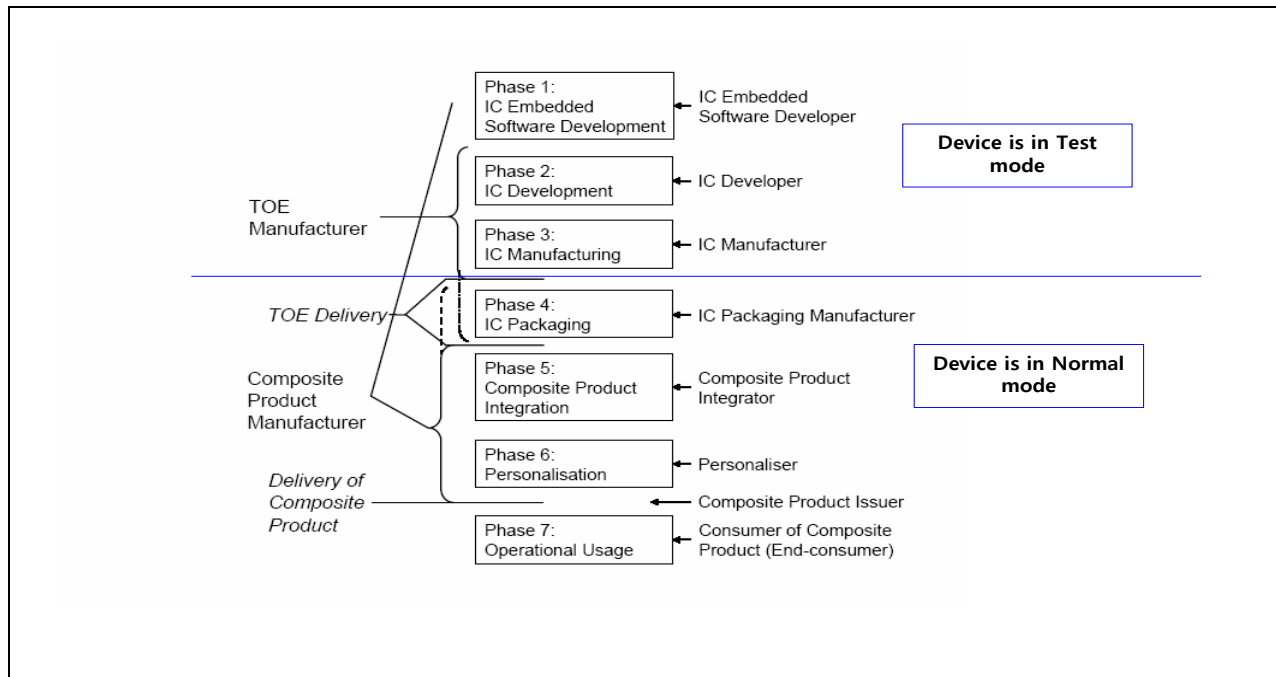 Phase 1:
IC Embedded
Software Development
IC Embedded
Software Developer
Device is in Test
mode
Phase 2:
IC Development
IC Developer
TOE
Manufacturer
Phase 3:
IC Manufacturing
IC Manufacturer
TOE Delivery
Phase 4:
IC Packaging
IC Packaging Manufacturer
Device is in Normal
mode
Composite
Product
Manufacturer
Phase 5:
Composite Product
Integration
Composite Product
Integrator
Phase 6:
Personalisation
Personaliser
Delivery of
Composite
Product
Composite Product Issuer
Phase 7:
Operational Usage
Consumer of Composite
Product (End-consumer)